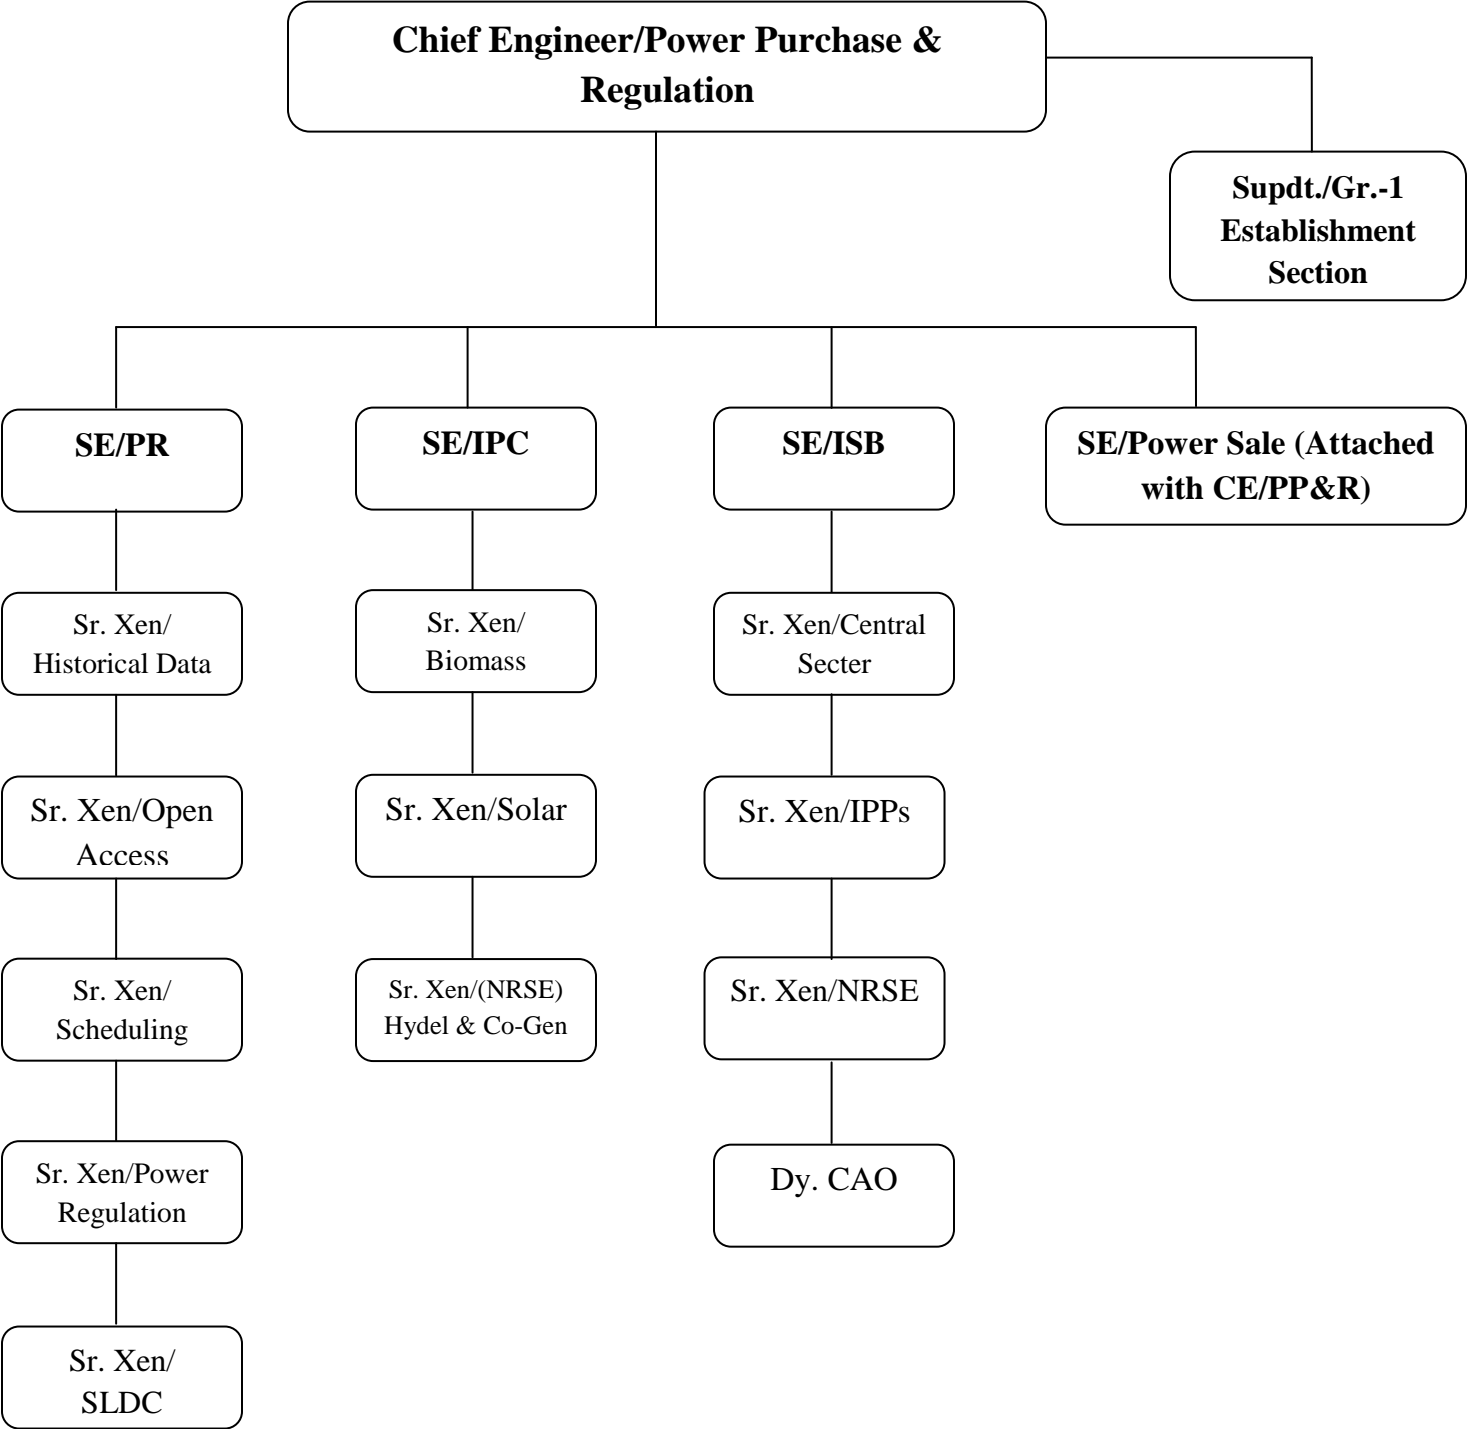 Chief Engineer/Power Purchase &
Regulation
Supdt./Gr.-1
Establishment
Section
SE/PR
SE/IPC
SE/ISB
SE/Power Sale (Attached
with CE/PP&R)
Sr. Xen/
Historical Data
Sr. Xen/
Biomass
Sr. Xen/Central
Secter
Sr. Xen/Open
Access
Sr. Xen/Solar
Sr. Xen/IPPs
Sr. Xen/
Scheduling
Sr. Xen/(NRSE)
Hydel & Co-Gen
Sr. Xen/NRSE
Sr. Xen/Power
Regulation
Dy. CAO
Sr. Xen/
SLDC